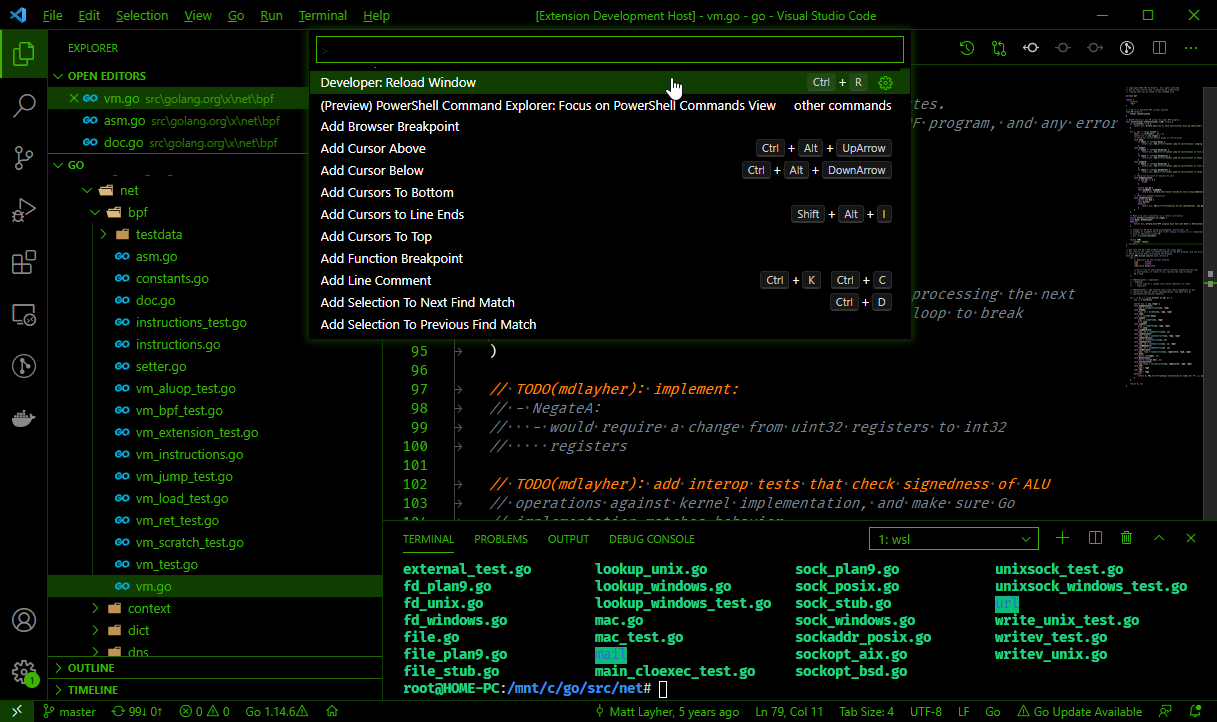 File Edit Selection View Go Run Terminal Help [Extension Development Host] - vm.go - go - Visual Studio Code
EXPLORER
OPEN EDITORS
vm.go src\golang.org\x\net\bpf
asm.go src\golang.org\x\net\bpf
doc.go src\golang.org\x\net\bpf
GO
net
bpf
testdata
asm.go
constants.go
doc.go
instructions_test.go
instructions.go
setter.go
vm_aluop_test.go
vm_bpf_test.go
vm_extension_test.go
vm_instructions.go
vm_jump_test.go
vm_load_test.go
vm_ret_test.go
vm_scratch_test.go
vm_test.go
vm.go
context
dict
dns
OUTLINE
TIMELINE
>
Developer: Reload Window Ctrl + R
(Preview) PowerShell Command Explorer: Focus on PowerShell Commands View other commands
Add Browser Breakpoint
Add Cursor Above Ctrl + Alt + UpArrow
Add Cursor Below Ctrl + Alt + DownArrow
Add Cursors To Bottom
Add Cursors to Line Ends Shift + Alt + I
Add Cursors To Top
Add Function Breakpoint
Add Line Comment Ctrl + K Ctrl + C
Add Selection To Next Find Match Ctrl + D
Add Selection To Previous Find Match
tes.
F program, and any error
processing the next
loop to break
95 )
96
97 // TODO(mdlayher): implement:
98 // - NegateA:
99 // - would require a change from uint32 registers to int32
100 // registers
101
102 // TODO(mdlayher): add interop tests that check signedness of ALU
103 // operations against kernel implementation, and make sure Go
104 // implementation matches behavior
TERMINAL PROBLEMS OUTPUT DEBUG CONSOLE 1: wsl
external_test.go lookup_unix.go sock_plan9.go unixsock_test.go
fd_plan9.go lookup_windows.go sock_posix.go unixsock_windows_test.go
fd_unix.go lookup_windows_test.go sock_stub.go url
fd_windows.go mac.go sock_windows.go write_unix_test.go
file.go mac_test.go sockaddr_posix.go writev_test.go
file_plan9.go mail sockopt_aix.go writev_unix.go
file_stub.go main_cloexec_test.go sockopt_bsd.go
root@HOME-PC:/mnt/c/go/src/net#
1
master 99↓ 0↑ 0 0 Go 1.14.6 Matt Layher, 5 years ago Ln 79, Col 11 Tab Size: 4 UTF-8 LF Go Go Update Available